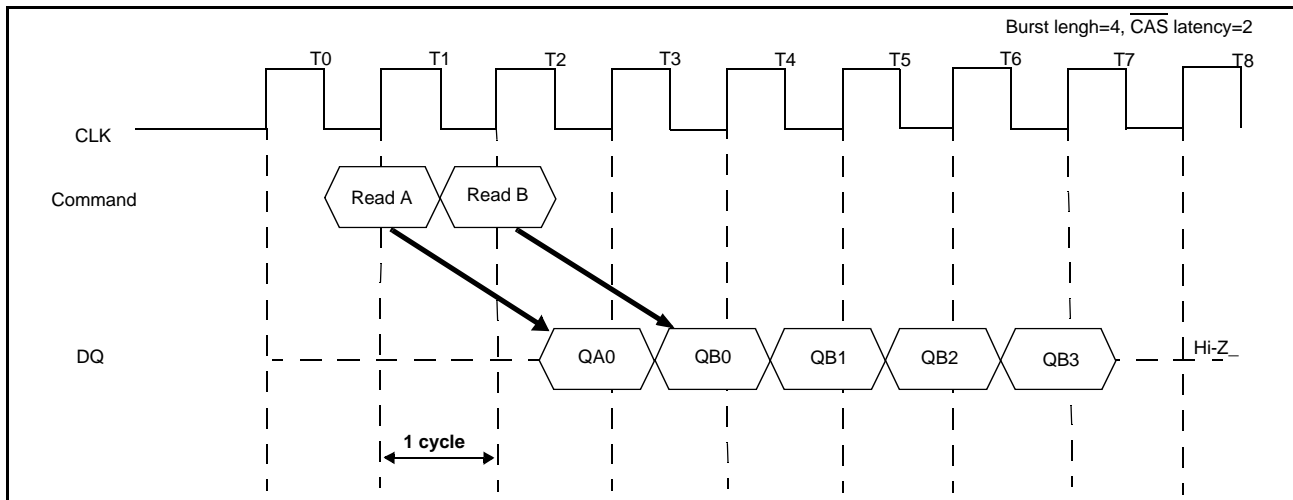 Burst lengh=4, CAS latency=2
T0 T1 T2 T3 T4 T5 T6 T7 T8
CLK
Command
Read A Read B
DQ
QA0 QB0 QB1 QB2 QB3
Hi-Z_
1 cycle